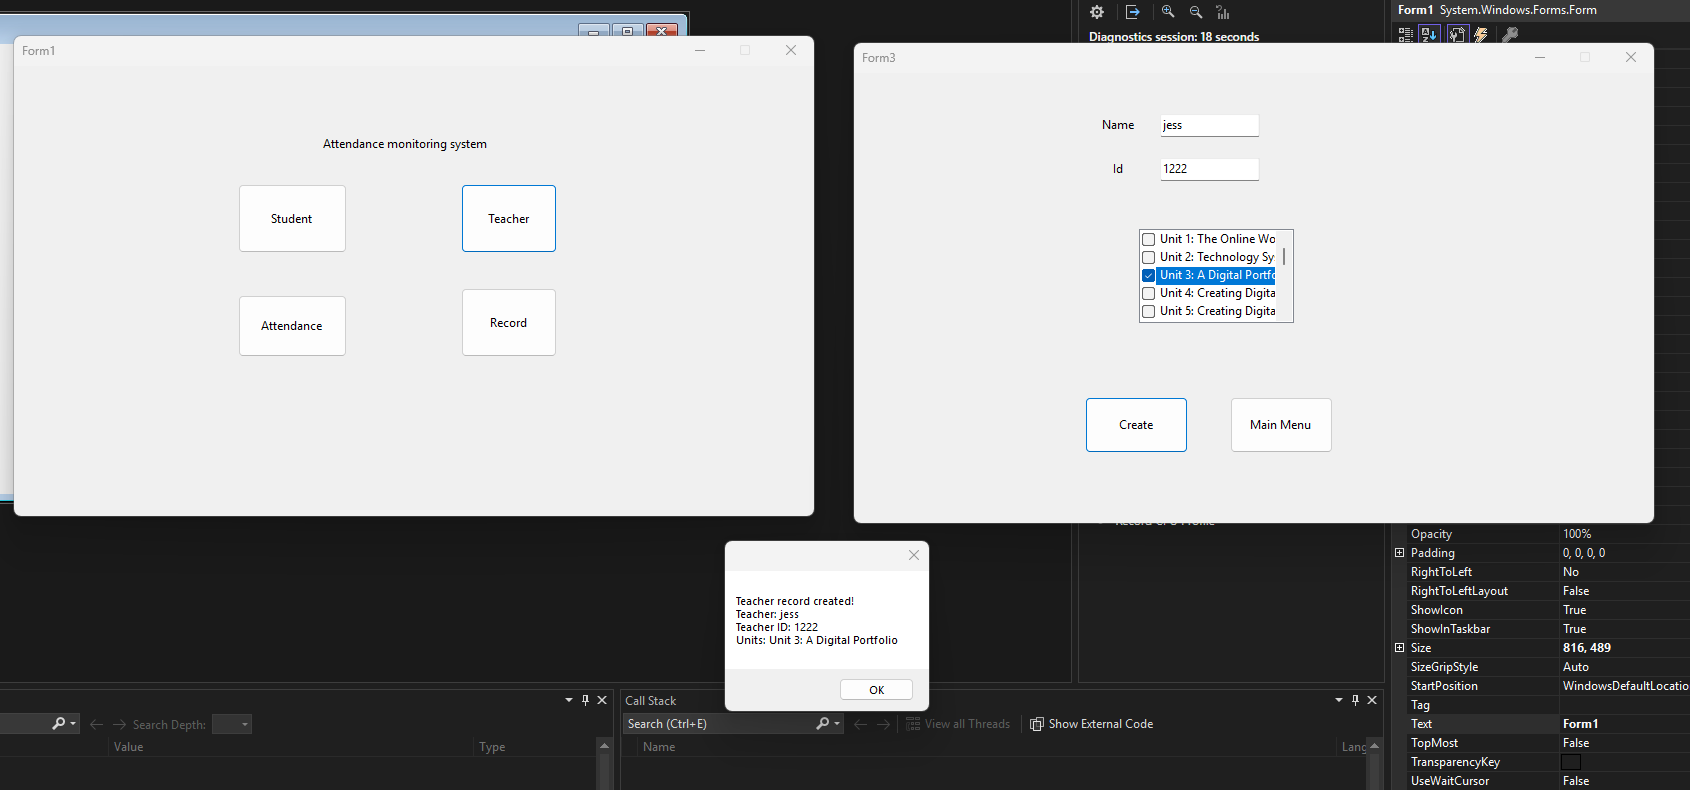 Form1 System.Windows.Forms.Form
Diagnostics session: 18 seconds
Form1
Attendance monitoring system
Student
Teacher
Attendance
Record
Form3
Name
jess
Id
1222
Unit 1: The Online Wo
Unit 2: Technology Sy
Unit 3: A Digital Portfo
Unit 4: Creating Digita
Unit 5: Creating Digita
Create
Main Menu
Teacher record created!
Teacher: jess
Teacher ID: 1222
Units: Unit 3: A Digital Portfolio
OK
Opacity 100%
Padding 0, 0, 0, 0
RightToLeft No
RightToLeftLayout False
ShowIcon True
ShowInTaskbar True
Size 816, 489
SizeGripStyle Auto
StartPosition WindowsDefaultLocatio
Tag
Text Form1
TopMost False
TransparencyKey
UseWaitCursor False
Search Depth:
Value Type
Call Stack
Search (Ctrl+E)
View all Threads
Show External Code
Name Lang